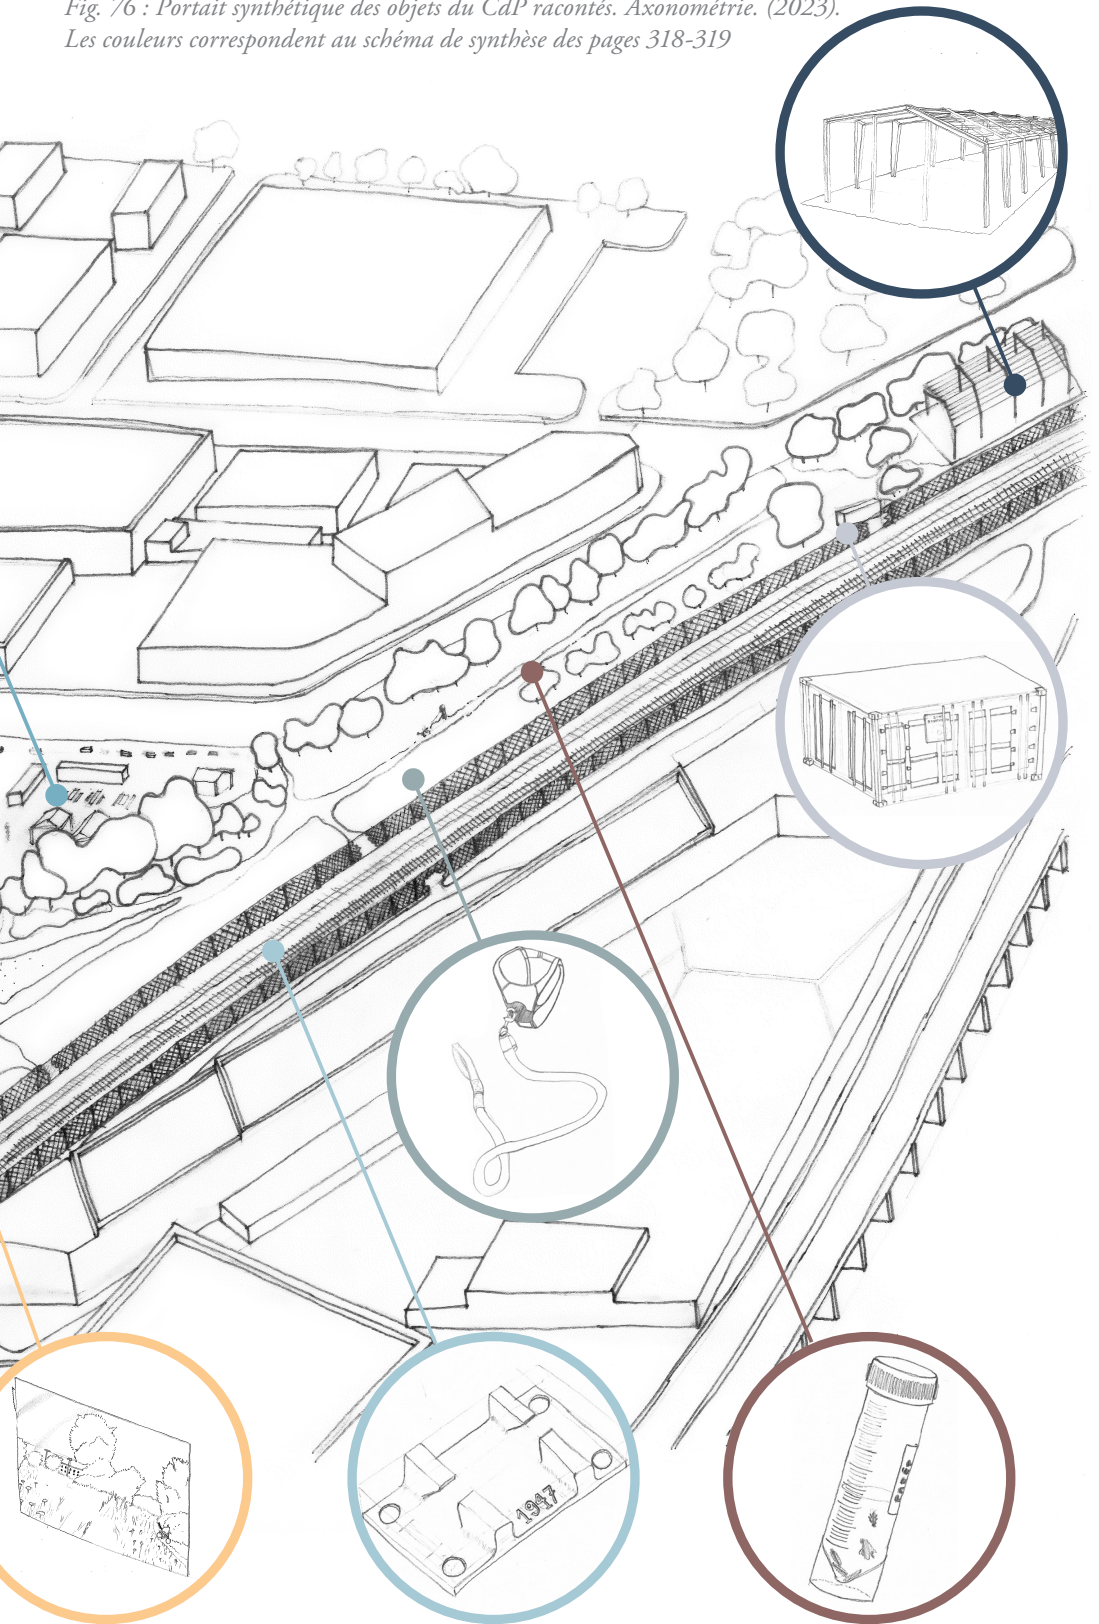 Fig. 76 : Portait synthétique des objets du CdP racontés. Axonométrie. (2023).
Les couleurs correspondent au schéma de synthèse des pages 318-319
1947